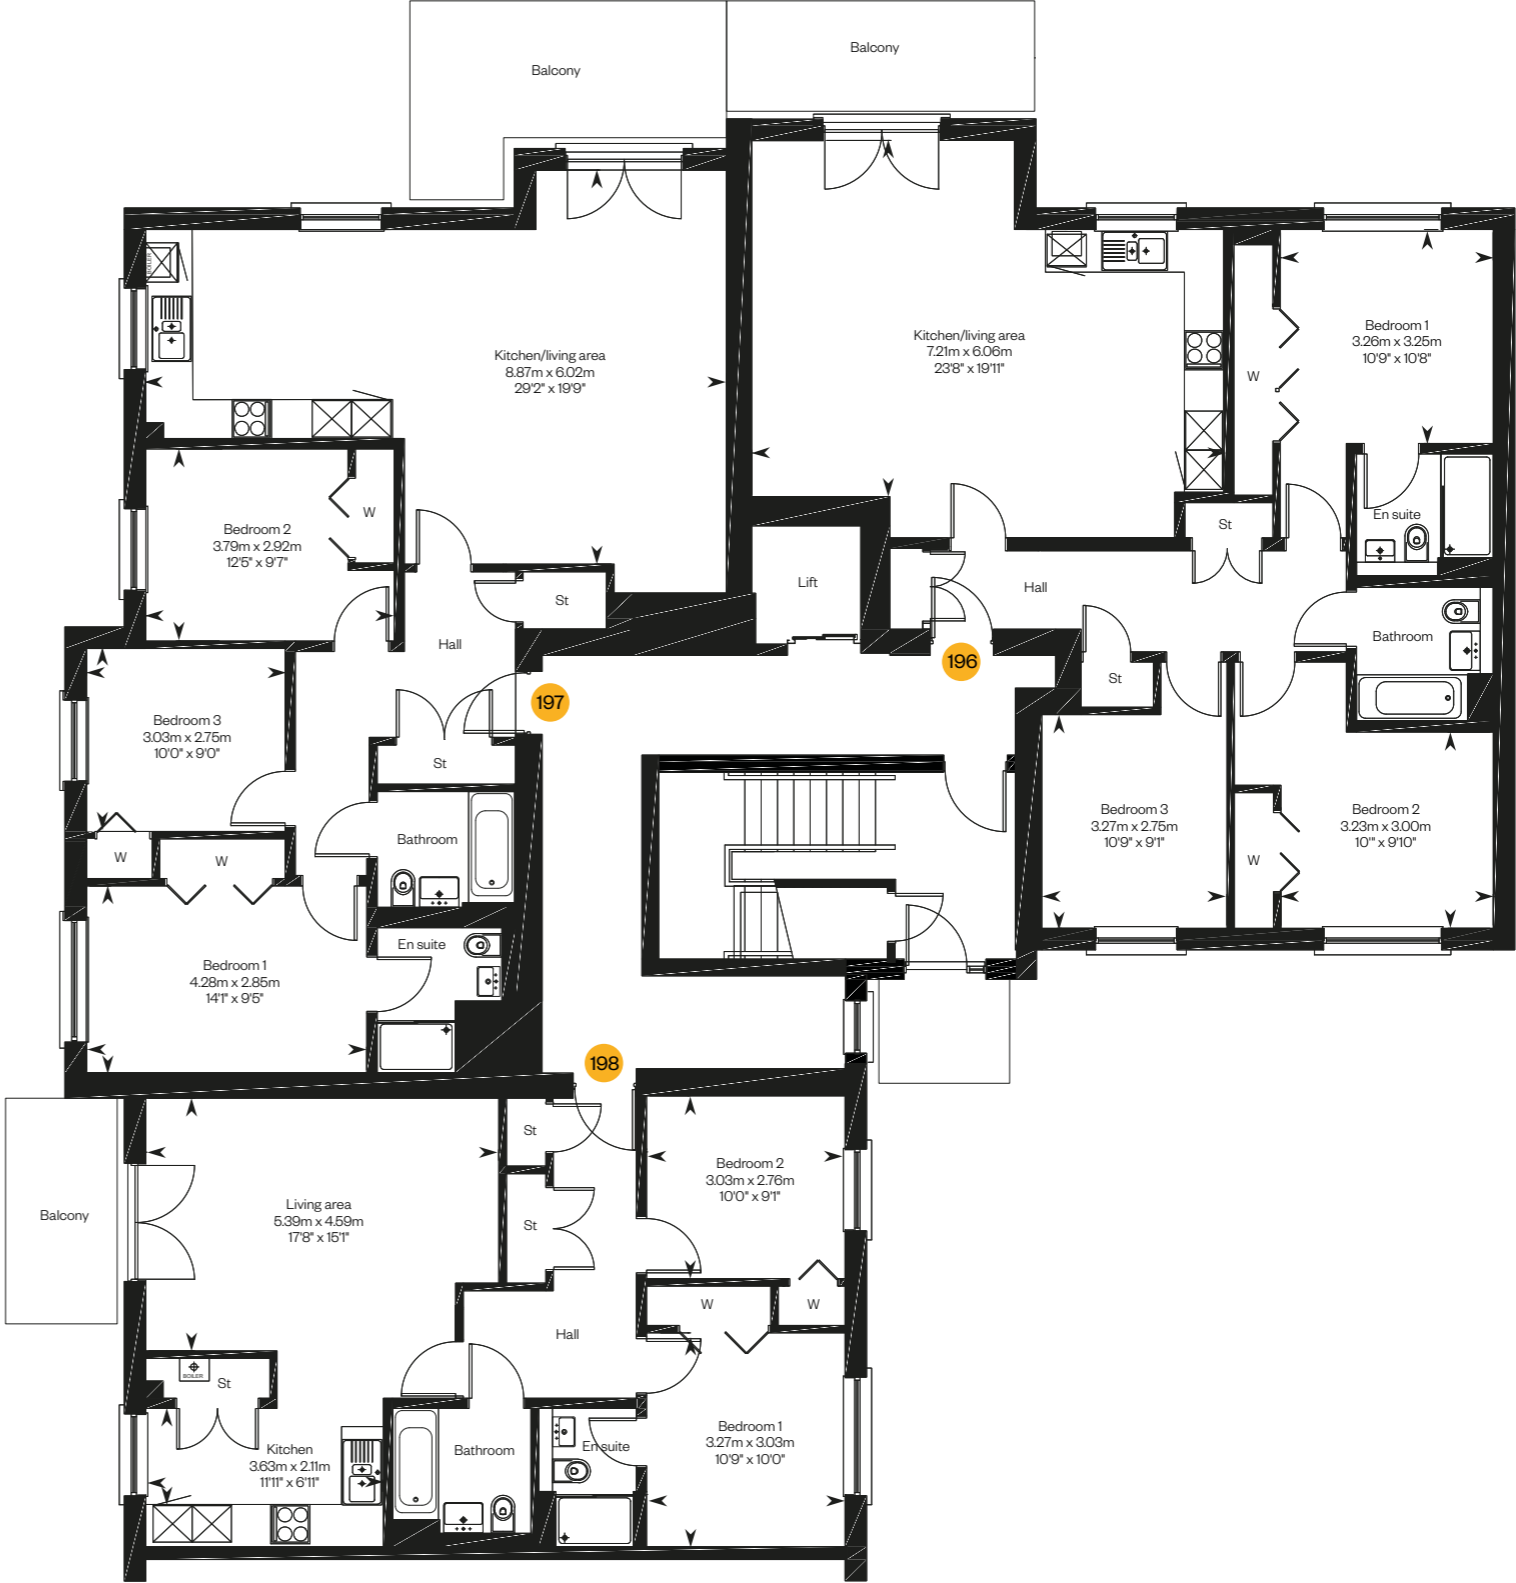 Balcony
Balcony
BOILER
Kitchen/living area
8.87m x 6.02m
29'2" x 19'9"
Kitchen/living area
7.21m x 6.06m
23'8" x 19'11"
Bedroom 1
3.26m x 3.25m
10'9" x 10'8"
W
Bedroom 2
3.79m x 2.92m
12'5" x 9'7"
W
En suite
St
Lift
Hall
St
Hall
Bathroom
196
St
197
Bedroom 3
3.03m x 2.75m
10'0" x 9'0"
St
Bedroom 3
3.27m x 2.75m
10'9" x 9'1"
Bedroom 2
3.23m x 3.00m
10'" x 9'10"
W
Bathroom
W
W
En suite
Bedroom 1
4.28m x 2.85m
14'1" x 9'5"
198
St
Bedroom 2
3.03m x 2.76m
10'0" x 9'1"
Balcony
Living area
5.39m x 4.59m
17'8" x 15'1"
St
W
W
Hall
BOILER
St
Kitchen
3.63m x 2.11m
11'11" x 6'11"
Bathroom
En suite
Bedroom 1
3.27m x 3.03m
10'9" x 10'0"